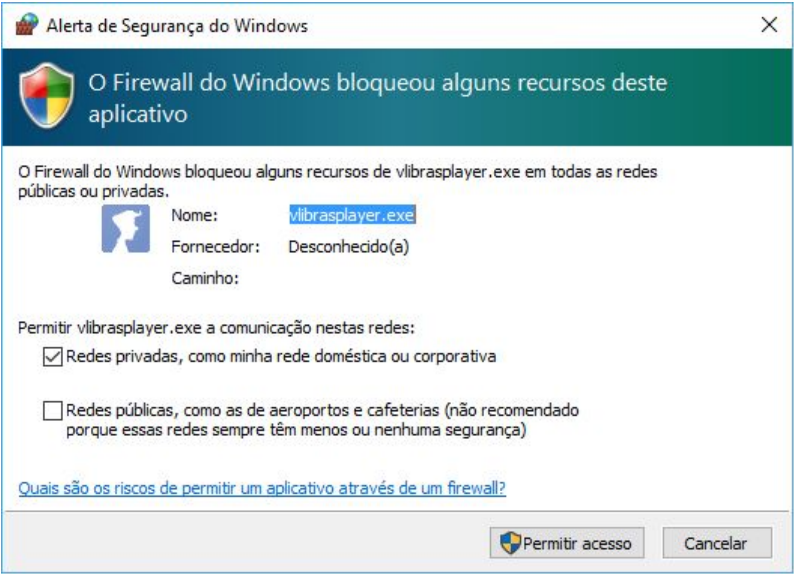 Alerta de Segurança do Windows
O Firewall do Windows bloqueou alguns recursos deste
aplicativo
O Firewall do Windows bloqueou alguns recursos de vlibrasplayer.exe em todas as redes
públicas ou privadas.
Nome: vlibrasplayer.exe
Fornecedor: Desconhecido(a)
Caminho:
Permitir vlibrasplayer.exe a comunicação nestas redes:
Redes privadas, como minha rede doméstica ou corporativa
Redes públicas, como as de aeroportos e cafeterias (não recomendado
porque essas redes sempre têm menos ou nenhuma segurança)
Quais são os riscos de permitir um aplicativo através de um firewall?
Permitir acesso Cancelar